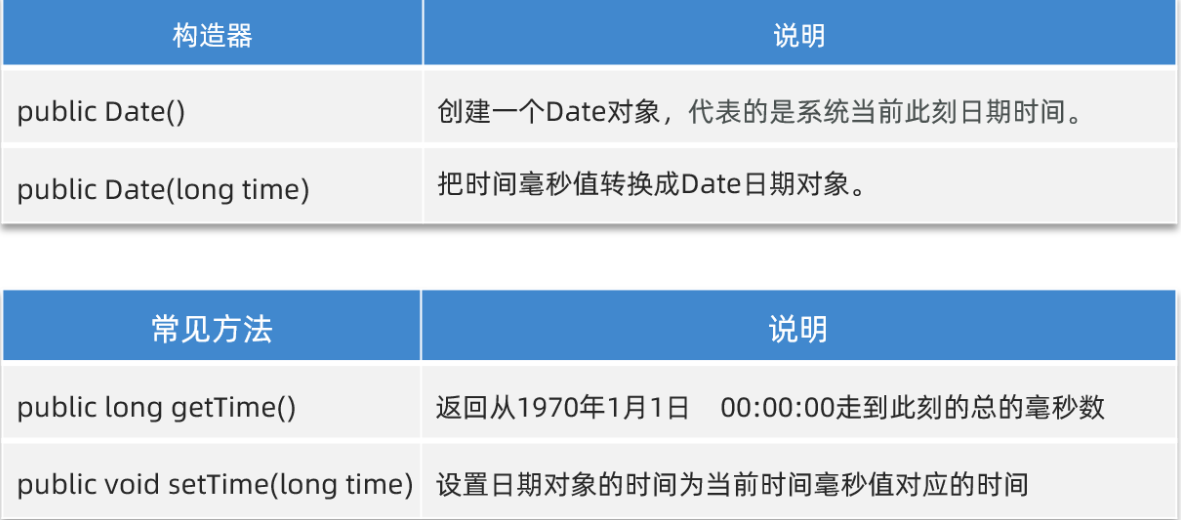 构造器 说明
public Date() 创建一个Date对象，代表的是系统当前此刻日期时间。
public Date(long time) 把时间毫秒值转换成Date日期对象。
常见方法 说明
public long getTime() 返回从1970年1月1日 00:00:00走到此刻的总的毫秒数
public void setTime(long time) 设置日期对象的时间为当前时间毫秒值对应的时间